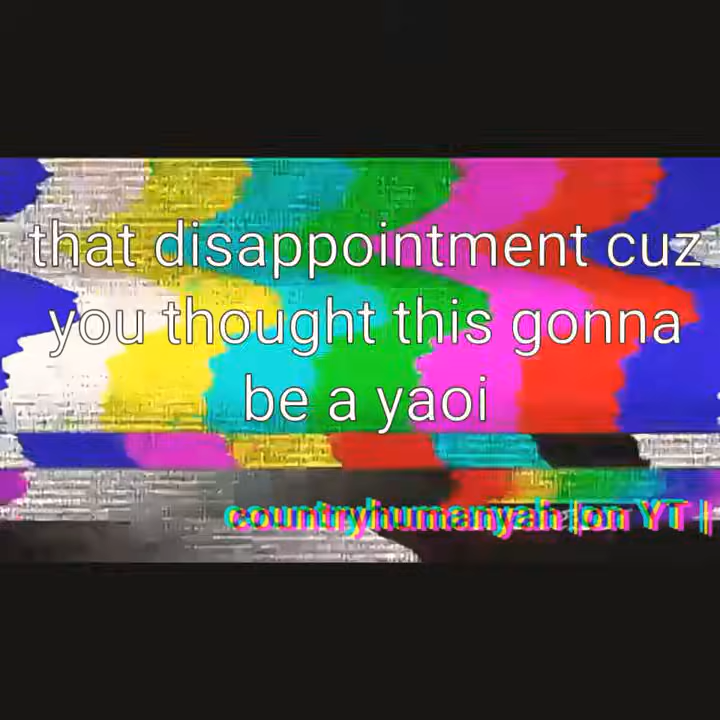 that disappointment cuz
you thought this gonna
be a yaoi
countryhumanyah |on YT |